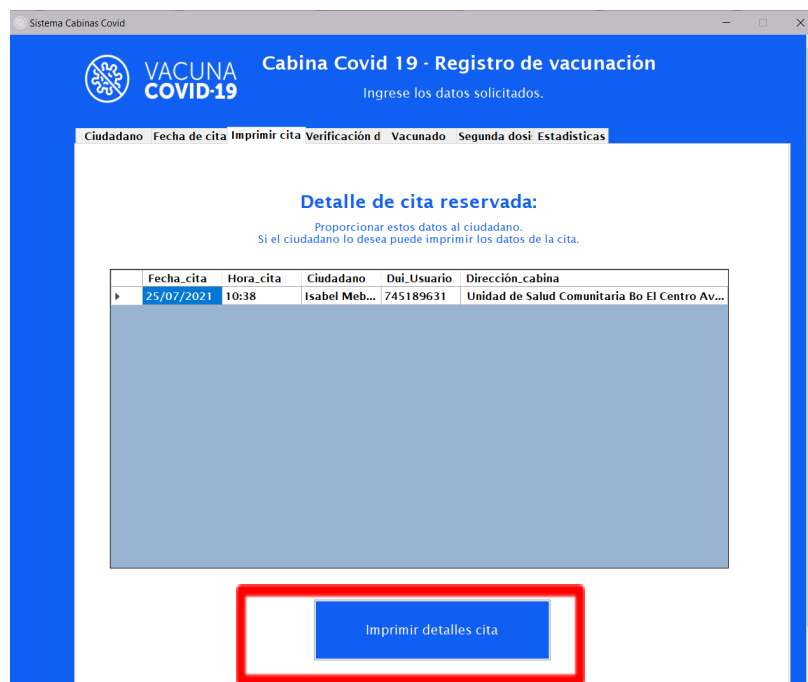 Sistema Cabinas Covid
VACUNA
COVID-19
Cabina Covid 19 - Registro de vacunación
Ingrese los datos solicitados.
Ciudadano Fecha de cita Imprimir cita Verificación d Vacunado Segunda dosi Estadisticas
Detalle de cita reservada:
Proporcionar estos datos al ciudadano.
Si el ciudadano lo desea puede imprimir los datos de la cita.
Fecha_cita Hora_cita Ciudadano Dui_Usuario Dirección_cabina
25/07/2021 10:38 Isabel Meb... 745189631 Unidad de Salud Comunitaria Bo El Centro Av...
Imprimir detalles cita